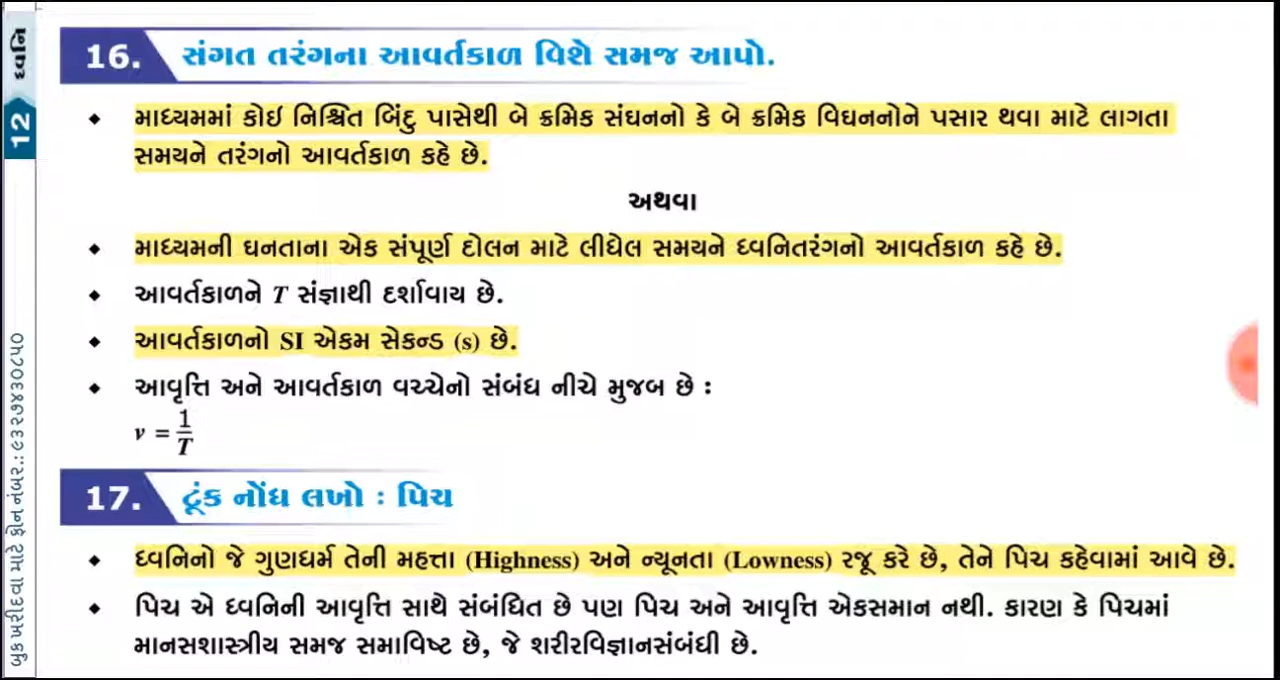 ધ્વનિ
12
બુક ખરીદવા માટે ફોન નંબર.: ૯૩૨૭૪૩૦૮૫૦
16. સંગત તરંગના આવર્તકાળ વિશે સમજ આપો.
◆ માધ્યમમાં કોઈ નિશ્ચિત બિંદુ પાસેથી બે ક્રમિક સંઘનનો કે બે ક્રમિક વિઘનનોને પસાર થવા માટે લાગતા
સમયને તરંગનો આવર્તકાળ કહે છે.
અથવા
◆ માધ્યમની ઘનતાના એક સંપૂર્ણ દોલન માટે લીધેલ સમયને ધ્વનિતરંગનો આવર્તકાળ કહે છે.
◆ આવર્તકાળને T સંજ્ઞાથી દર્શાવાય છે.
◆ આવર્તકાળનો SI એકમ સેકન્ડ (s) છે.
◆ આવૃત્તિ અને આવર્તકાળ વચ્ચેનો સંબંધ નીચે મુજબ છે :
ν = 1/T
17. ટૂંક નોંધ લખો : પિચ
◆ ધ્વનિનો જે ગુણધર્મ તેની મહત્તા (Highness) અને ન્યૂનતા (Lowness) રજૂ કરે છે, તેને પિચ કહેવામાં આવે છે.
◆ પિચ એ ધ્વનિની આવૃત્તિ સાથે સંબંધિત છે પણ પિચ અને આવૃત્તિ એકસમાન નથી. કારણ કે પિચમાં
માનસશાસ્ત્રીય સમજ સમાવિષ્ટ છે, જે શરીરવિજ્ઞાનસંબંધી છે.